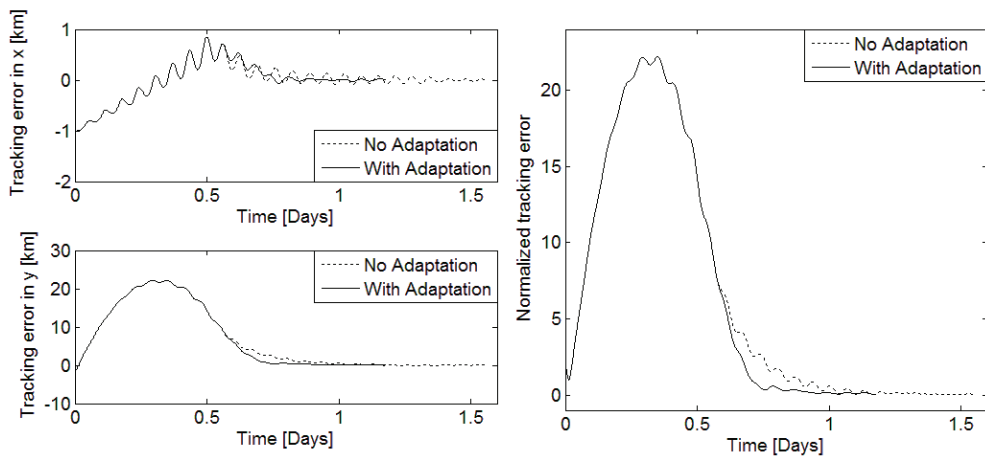 Tracking error in x [km]
1
0
-1
-2
No Adaptation
With Adaptation
0
0.5
1
1.5
Time [Days]
Tracking error in y [km]
30
20
10
0
-10
No Adaptation
With Adaptation
0
0.5
1
1.5
Time [Days]
Normalized tracking error
20
15
10
5
0
No Adaptation
With Adaptation
0
0.5
1
1.5
Time [Days]